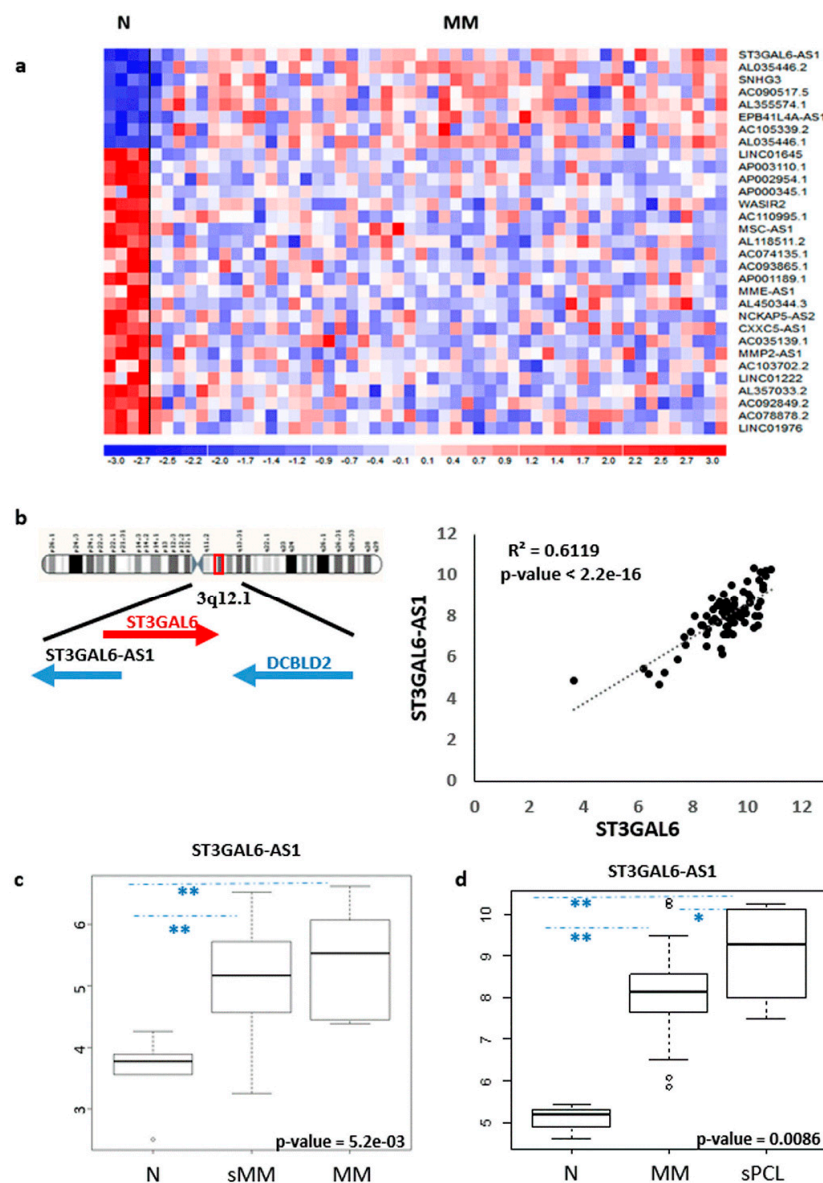 N MM
a
ST3GAL6-AS1
AL035446.2
SNHG3
AC090517.5
AL355574.1
EPB41L4A-AS1
AC105339.2
AL035446.1
LINC01645
AP003110.1
AP002954.1
AP000345.1
WASIR2
AC110995.1
MSC-AS1
AL118511.2
AC074135.1
AC093865.1
AP001189.1
MME-AS1
AL450344.3
NCKAP5-AS2
CXXC5-AS1
AC035139.1
MMP2-AS1
AC103702.2
LINC01222
AL357033.2
AC092849.2
AC078878.2
LINC01976
-3.0 -2.7 -2.5 -2.2 -2.0 -1.7 -1.4 -1.2 -0.9 -0.7 -0.4 -0.1 0.1 0.4 0.7 0.9 1.2 1.4 1.7 2.0 2.2 2.5 2.7 3.0
b
3q12.1
ST3GAL6
ST3GAL6-AS1
DCBLD2
R² = 0.6119
p-value < 2.2e-16
ST3GAL6-AS1
12
10
8
6
4
2
0
0 2 4 6 8 10 12
ST3GAL6
c
ST3GAL6-AS1
**
**
6
5
4
3
p-value = 5.2e-03
N sMM MM
d
ST3GAL6-AS1
**
*
**
10
9
8
7
6
5
p-value = 0.0086
N MM sPCL